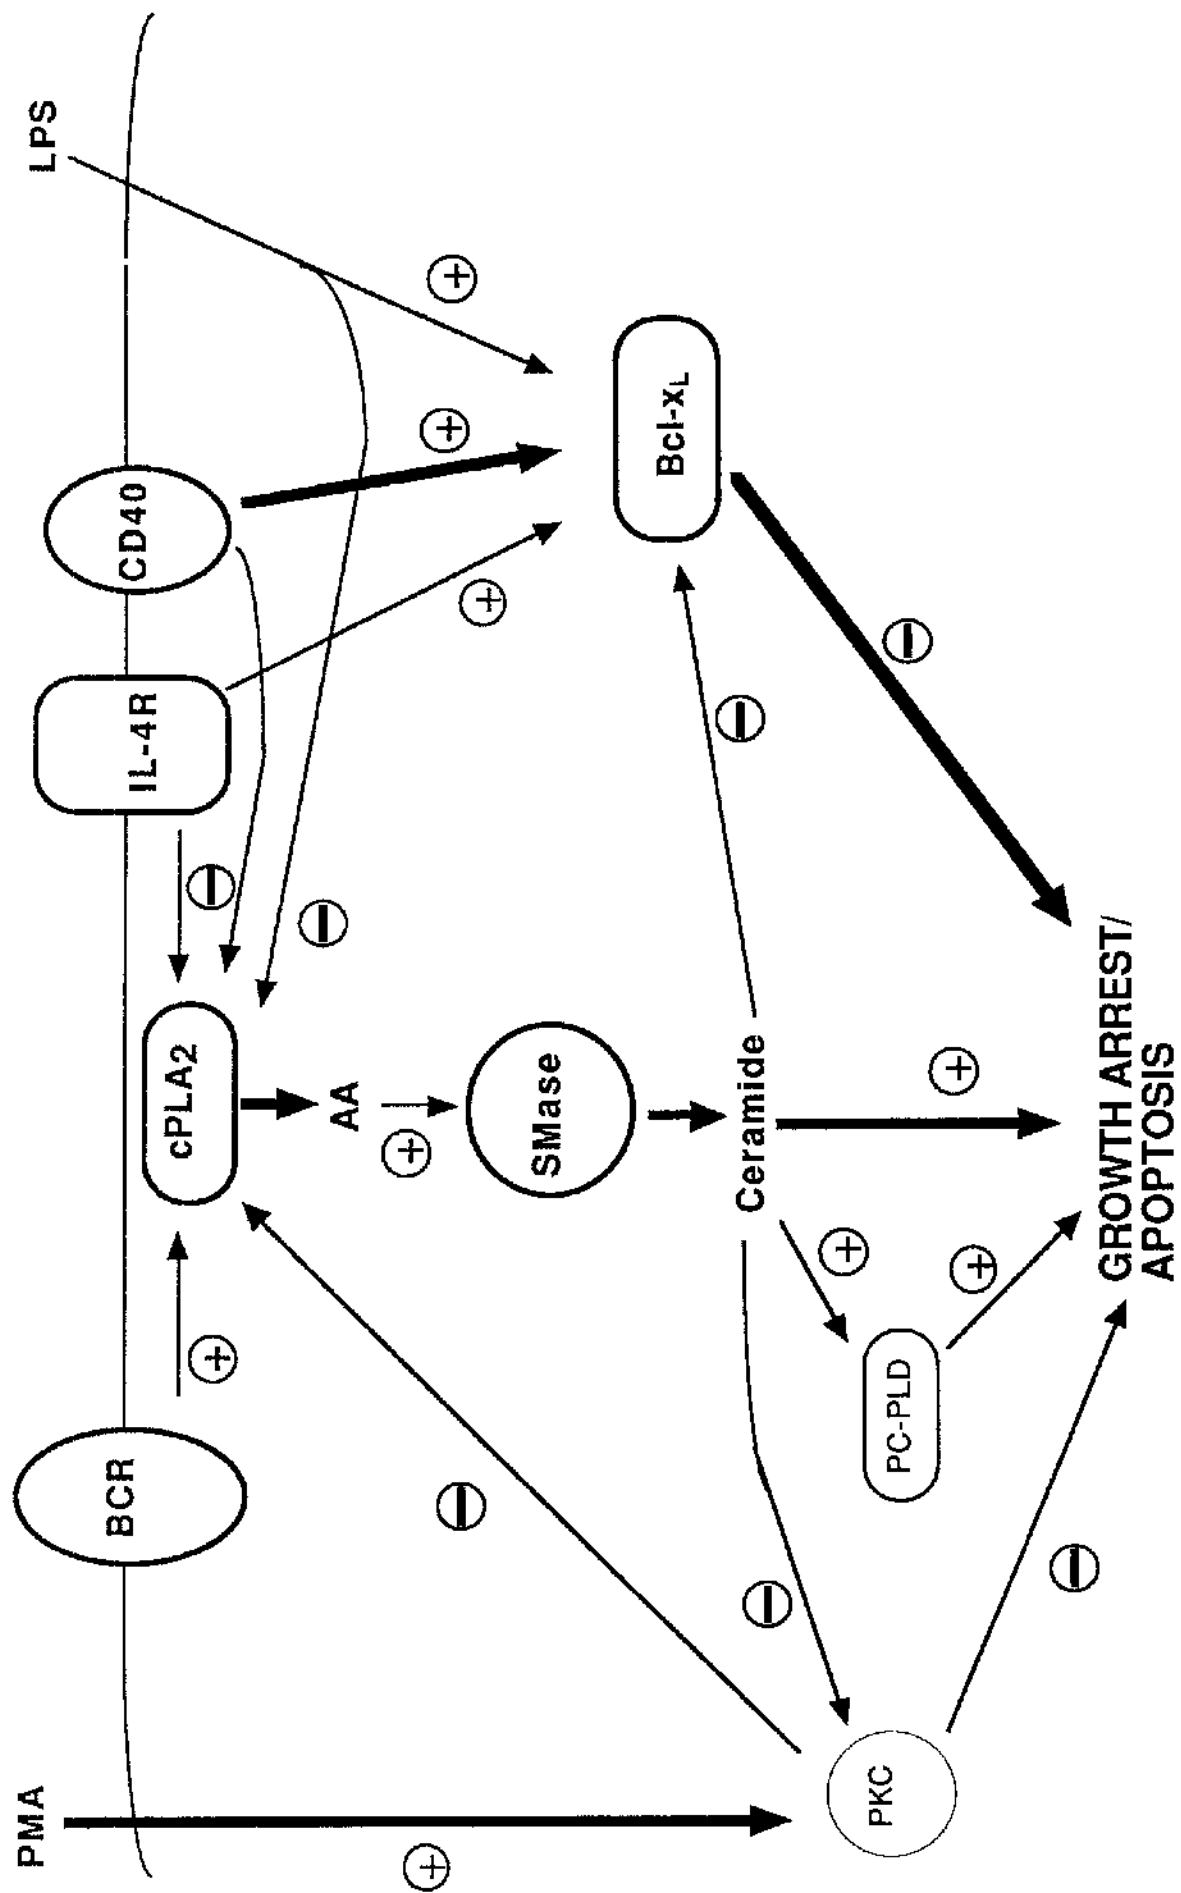 PMA
BCR
IL-4R
CD40
LPS
cPLA2
AA
SMase
Bcl-xL
Ceramide
PC-PLD
PKC
GROWTH ARREST/
APOPTOSIS
+
+
−
−
+
+
+
+
−
−
−
−
+
+
+
−